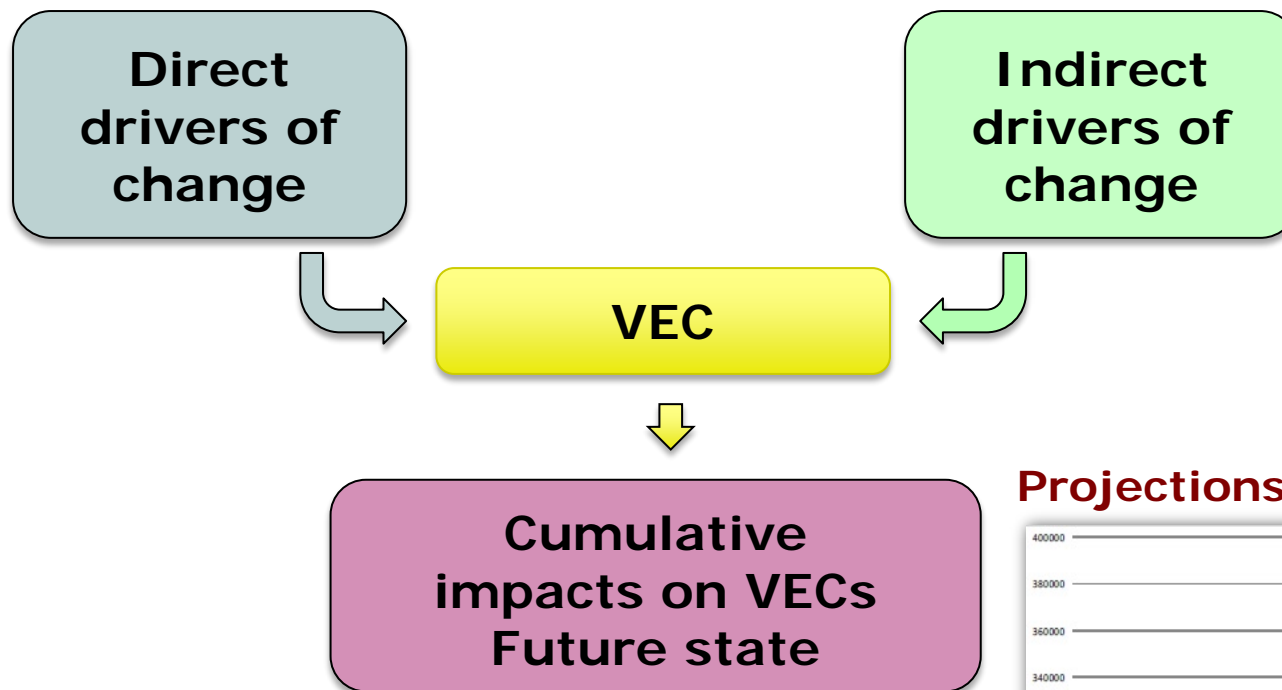 Direct
drivers of
change
Indirect
drivers of
change
VEC
Cumulative
impacts on VECs
Future state
Projections
400000
380000
360000
340000